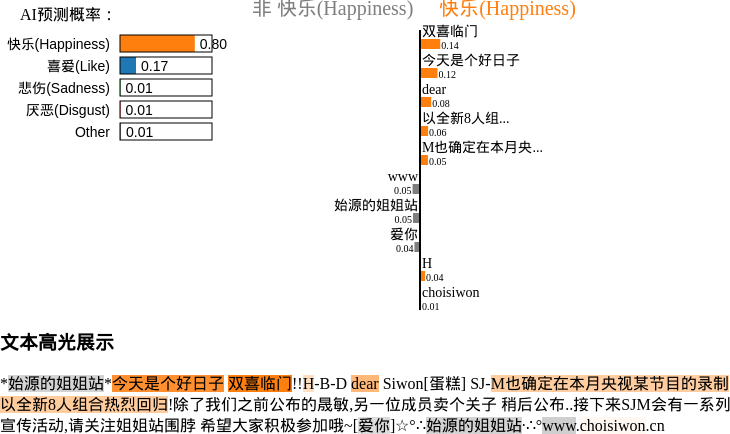 AI预测概率：
快乐(Happiness) 0.80
喜爱(Like) 0.17
悲伤(Sadness) 0.01
厌恶(Disgust) 0.01
Other 0.01
非 快乐(Happiness) 快乐(Happiness)
双喜临门
0.14
今天是个好日子
0.12
dear
0.08
以全新8人组...
0.06
M也确定在本月央...
0.05
www
0.05
始源的姐姐站
0.05
爱你
0.04
H
0.04
choisiwon
0.01
文本高光展示
*始源的姐姐站*今天是个好日子 双喜临门!!H-B-D dear Siwon[蛋糕] SJ-M也确定在本月央视某节目的录制
以全新8人组合热烈回归!除了我们之前公布的晟敏,另一位成员卖个关子 稍后公布..接下来SJM会有一系列
宣传活动,请关注姐姐站围脖 希望大家积极参加哦~[爱你]☆°∴始源的姐姐站·∴°www.choisiwon.cn